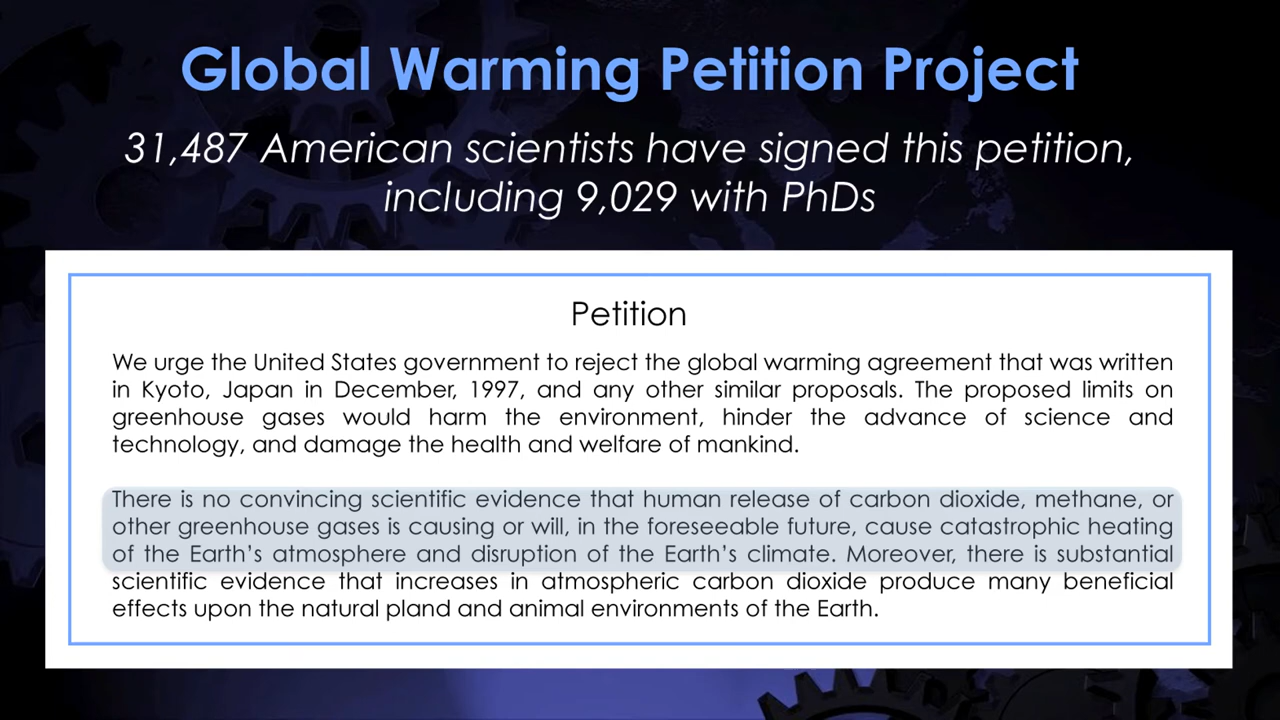 Global Warming Petition Project
31,487 American scientists have signed this petition,
including 9,029 with PhDs
Petition
We urge the United States government to reject the global warming agreement that was written
in Kyoto, Japan in December, 1997, and any other similar proposals. The proposed limits on
greenhouse gases would harm the environment, hinder the advance of science and
technology, and damage the health and welfare of mankind.
There is no convincing scientific evidence that human release of carbon dioxide, methane, or
other greenhouse gases is causing or will, in the foreseeable future, cause catastrophic heating
of the Earth's atmosphere and disruption of the Earth's climate. Moreover, there is substantial
scientific evidence that increases in atmospheric carbon dioxide produce many beneficial
effects upon the natural pland and animal environments of the Earth.